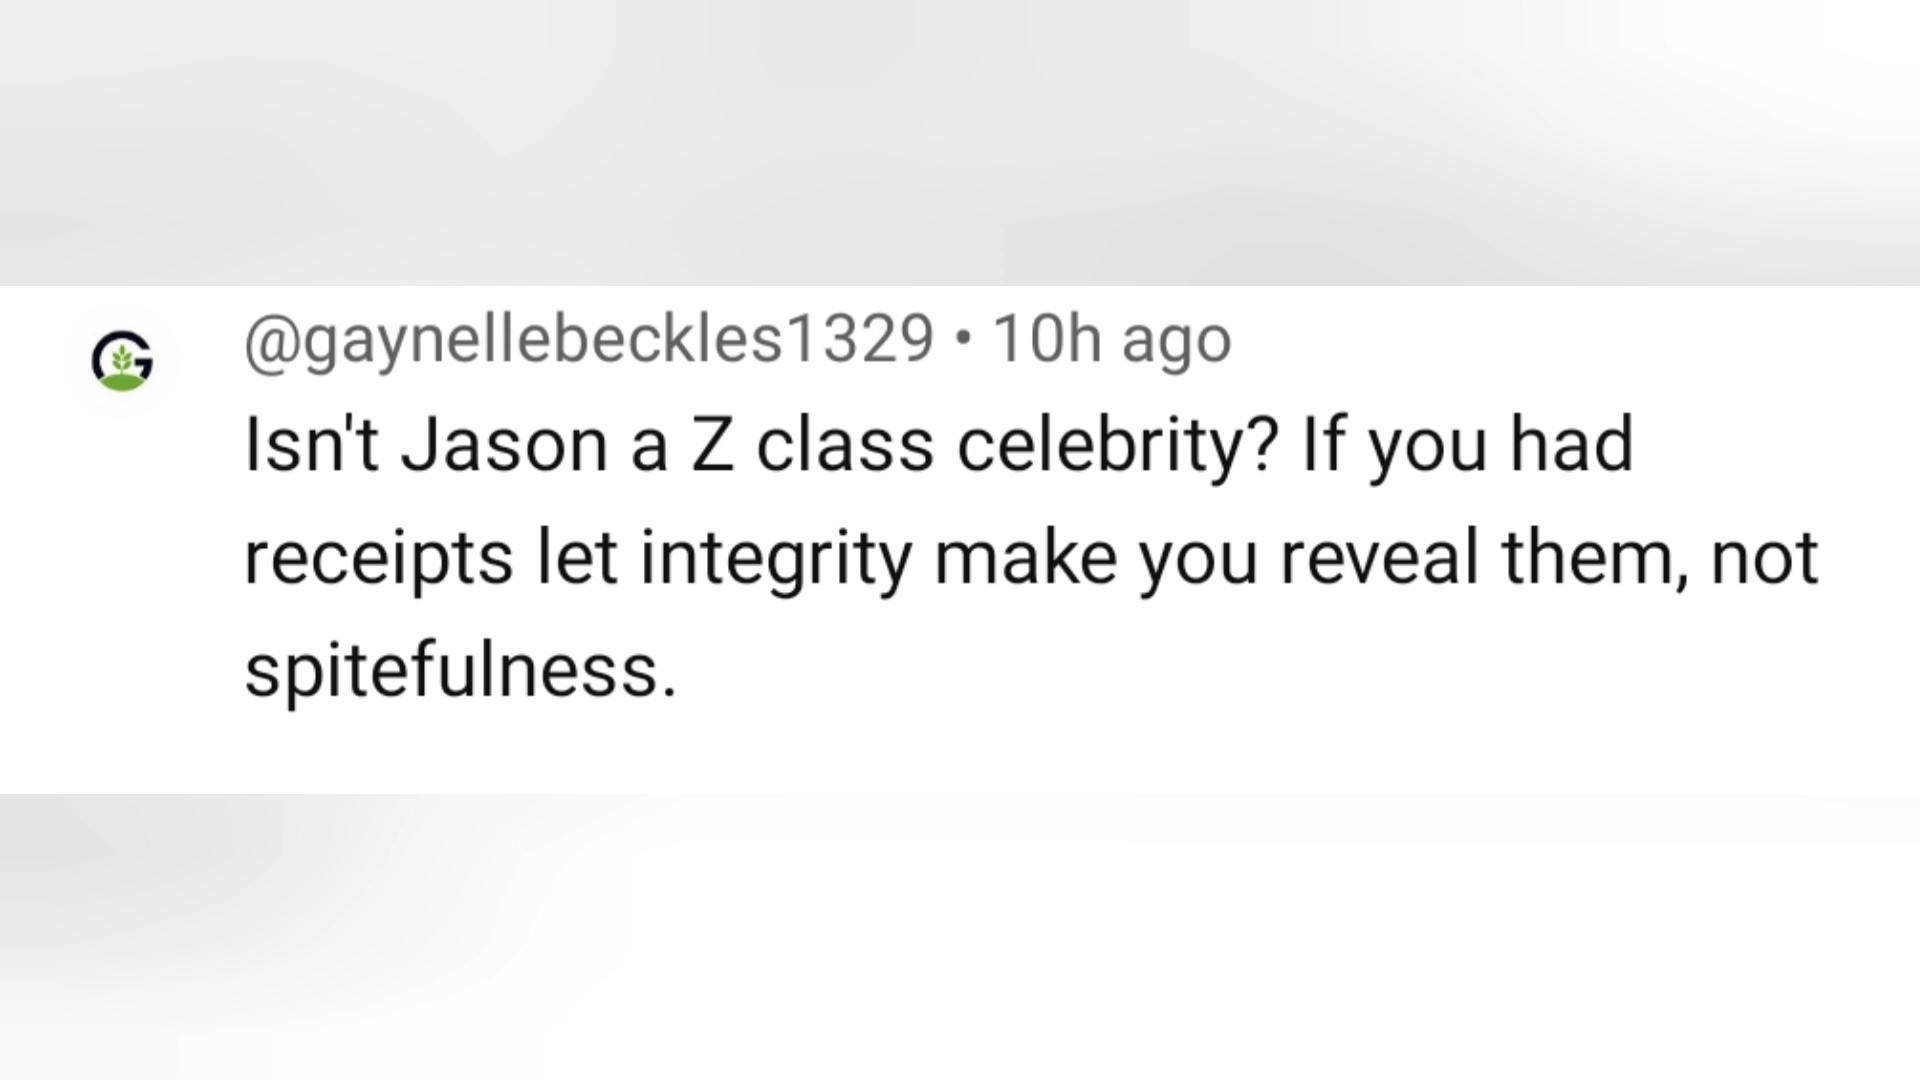 @gaynellebeckles1329 • 10h ago
Isn't Jason a Z class celebrity? If you had
receipts let integrity make you reveal them, not
spitefulness.